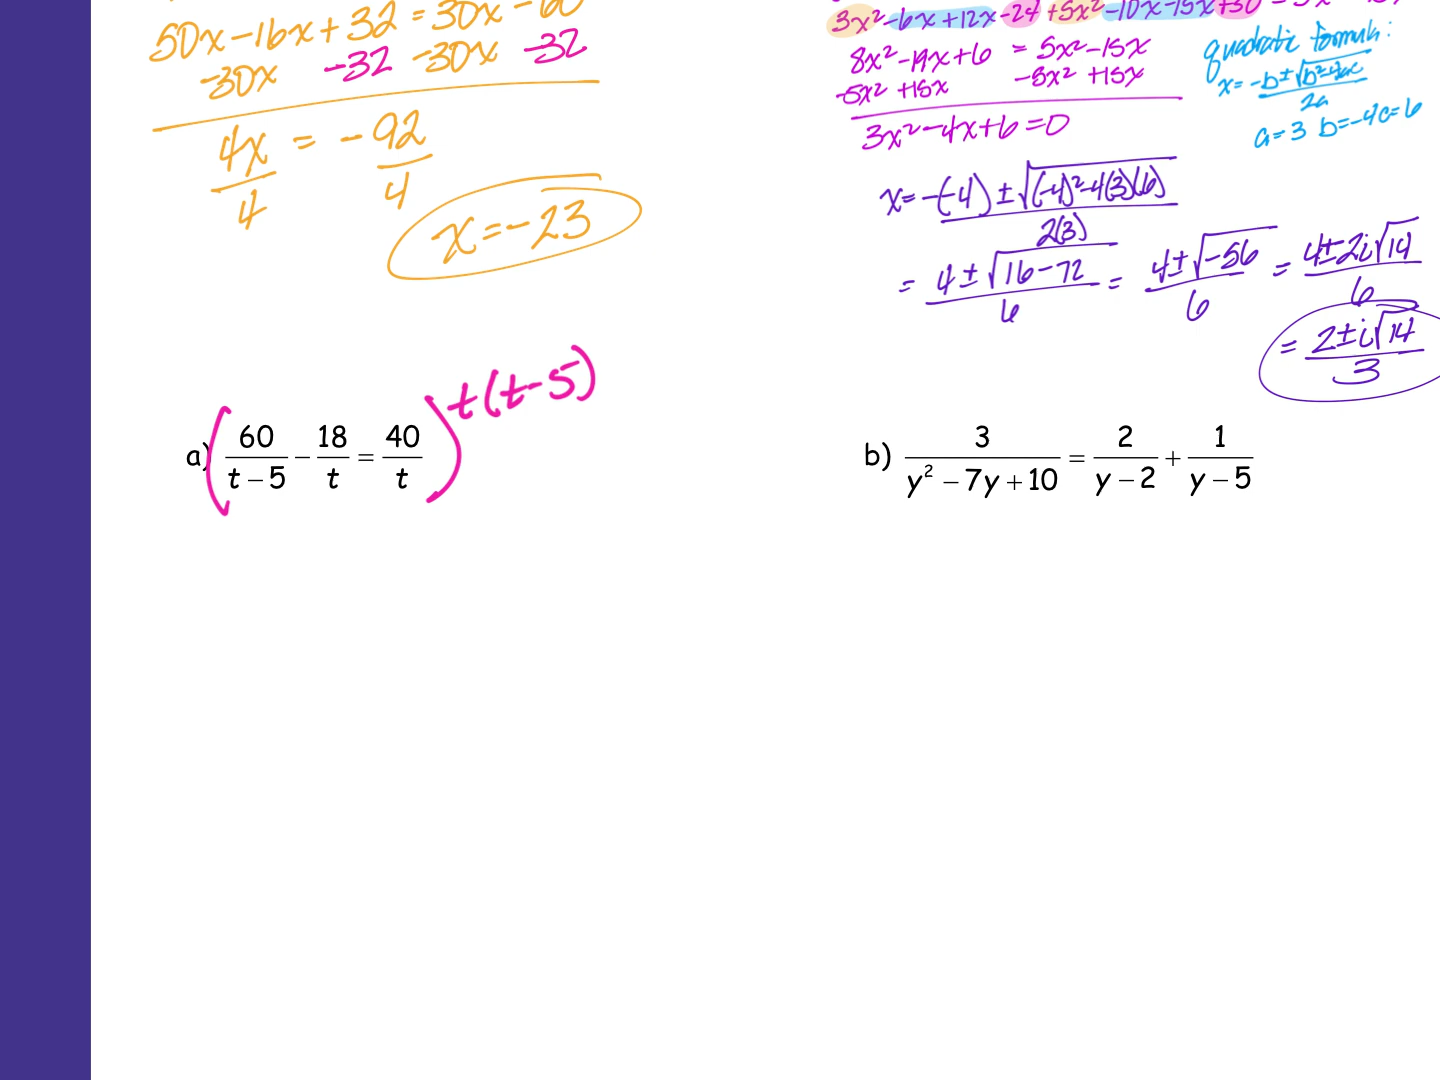 50x-16x+32=30x-60
-30x -32 -30x -32
4x = -92
4 4
x=-23
3x²-6x+12x-24+5x²-10x-15x+30
8x²-19x+6 = 5x²-15x
-5x² +15x -5x² +15x
3x²-4x+6=0
quadratic formula:
x= -b±√b²-4ac
2a
a=3 b=-4 c=6
x= -(-4) ± √(-4)²-4(3)(6)
2(3)
= 4±√16-72 = 4±√-56 = 4±2i√14
6 6 6
= 2±i√14
3
a) (60/(t-5) - 18/t = 40/t) t(t-5)
b) 3/(y²-7y+10) = 2/(y-2) + 1/(y-5)